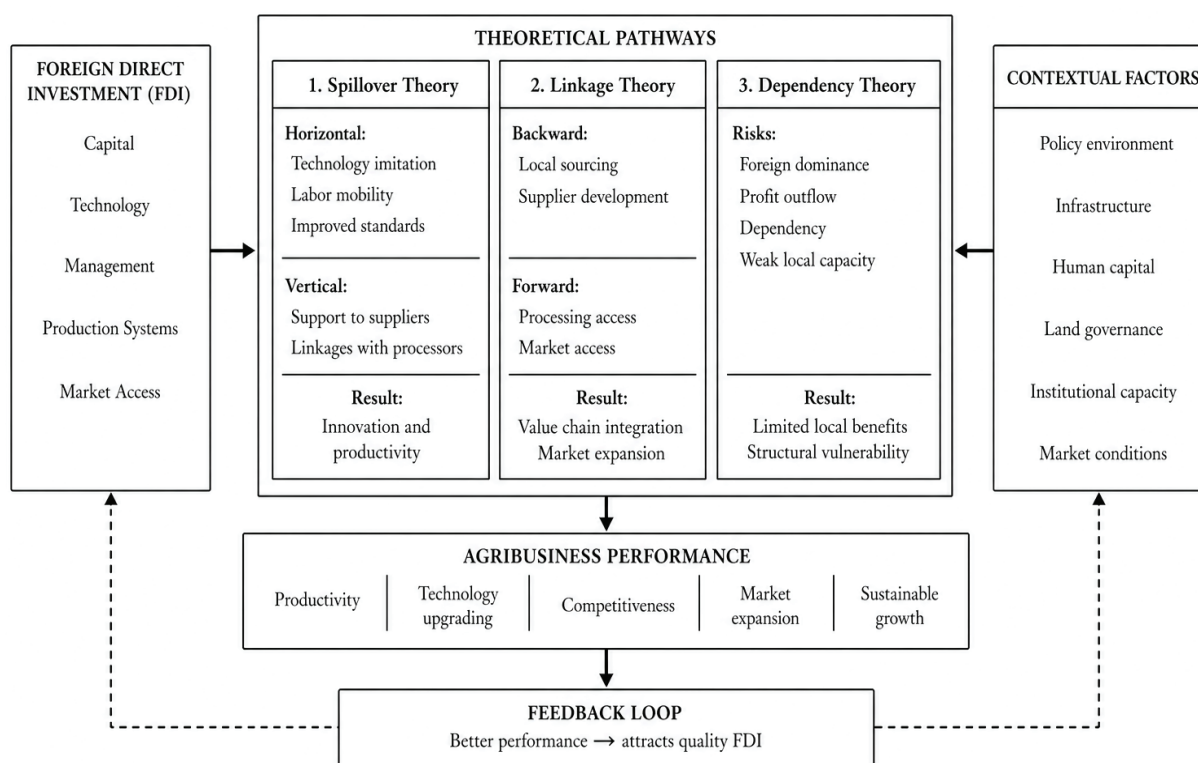 THEORETICAL PATHWAYS
FOREIGN DIRECT
INVESTMENT (FDI)
Capital
Technology
Management
Production Systems
Market Access
1. Spillover Theory
Horizontal:
Technology imitation
Labor mobility
Improved standards
Vertical:
Support to suppliers
Linkages with processors
Result:
Innovation and
productivity
2. Linkage Theory
Backward:
Local sourcing
Supplier development
Forward:
Processing access
Market access
Result:
Value chain integration
Market expansion
3. Dependency Theory
Risks:
Foreign dominance
Profit outflow
Dependency
Weak local capacity
Result:
Limited local benefits
Structural vulnerability
CONTEXTUAL FACTORS
Policy environment
Infrastructure
Human capital
Land governance
Institutional capacity
Market conditions
AGRIBUSINESS PERFORMANCE
Productivity
Technology
upgrading
Competitiveness
Market
expansion
Sustainable
growth
FEEDBACK LOOP
Better performance → attracts quality FDI